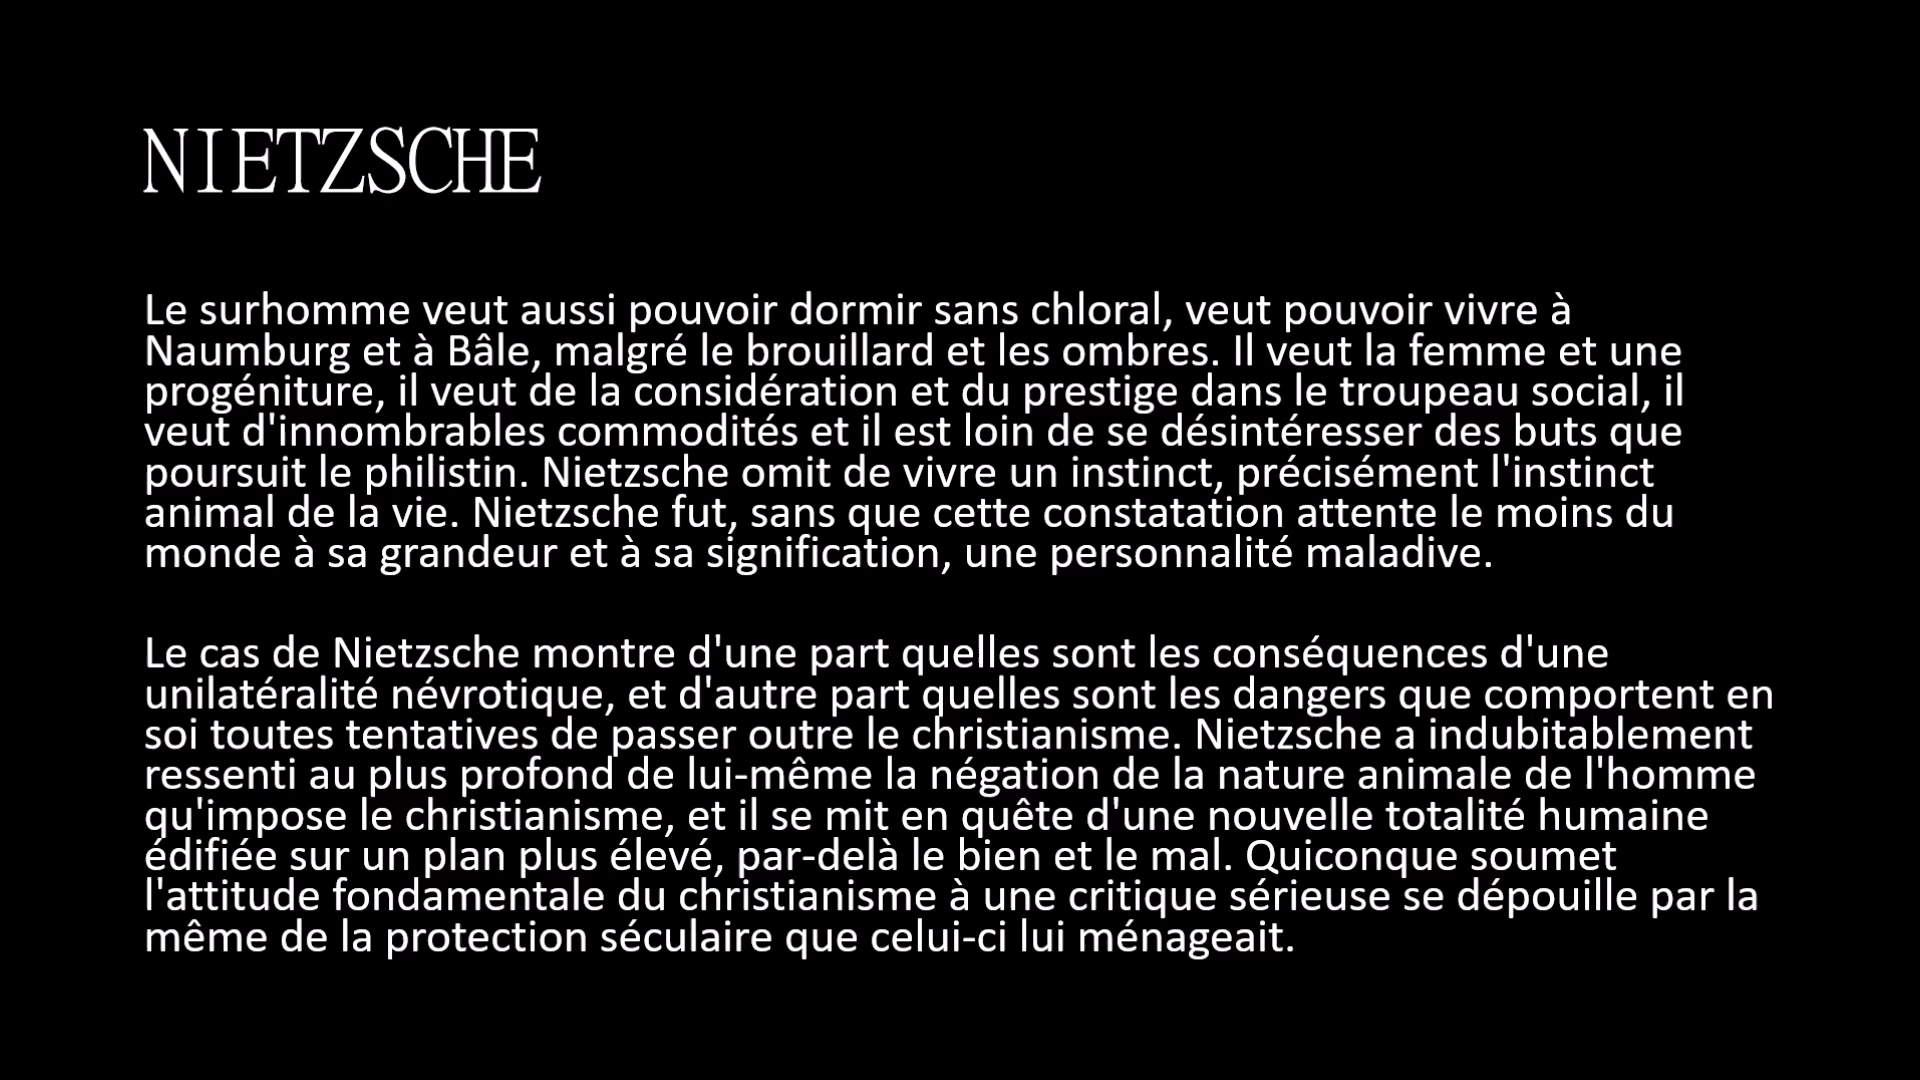 NIETZSCHE
Le surhomme veut aussi pouvoir dormir sans chloral, veut pouvoir vivre à
Naumburg et à Bâle, malgré le brouillard et les ombres. Il veut la femme et une
progéniture, il veut de la considération et du prestige dans le troupeau social, il
veut d'innombrables commodités et il est loin de se désintéresser des buts que
poursuit le philistin. Nietzsche omit de vivre un instinct, précisément l'instinct
animal de la vie. Nietzsche fut, sans que cette constatation attente le moins du
monde à sa grandeur et à sa signification, une personnalité maladive.
Le cas de Nietzsche montre d'une part quelles sont les conséquences d'une
unilatéralité névrotique, et d'autre part quelles sont les dangers que comportent en
soi toutes tentatives de passer outre le christianisme. Nietzsche a indubitablement
ressenti au plus profond de lui-même la négation de la nature animale de l'homme
qu'impose le christianisme, et il se mit en quête d'une nouvelle totalité humaine
édifiée sur un plan plus élevé, par-delà le bien et le mal. Quiconque soumet
l'attitude fondamentale du christianisme à une critique sérieuse se dépouille par la
même de la protection séculaire que celui-ci lui ménageait.